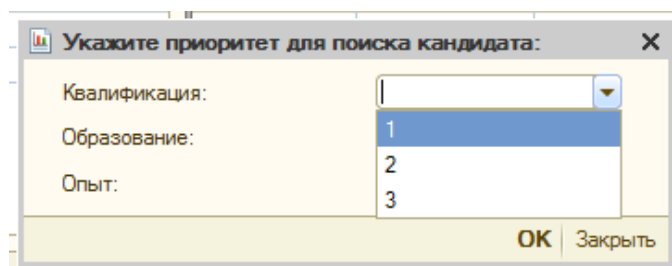 Укажите приоритет для поиска кандидата:
Квалификация:
1
Образование:
2
Опыт:
3
OK Закрыть